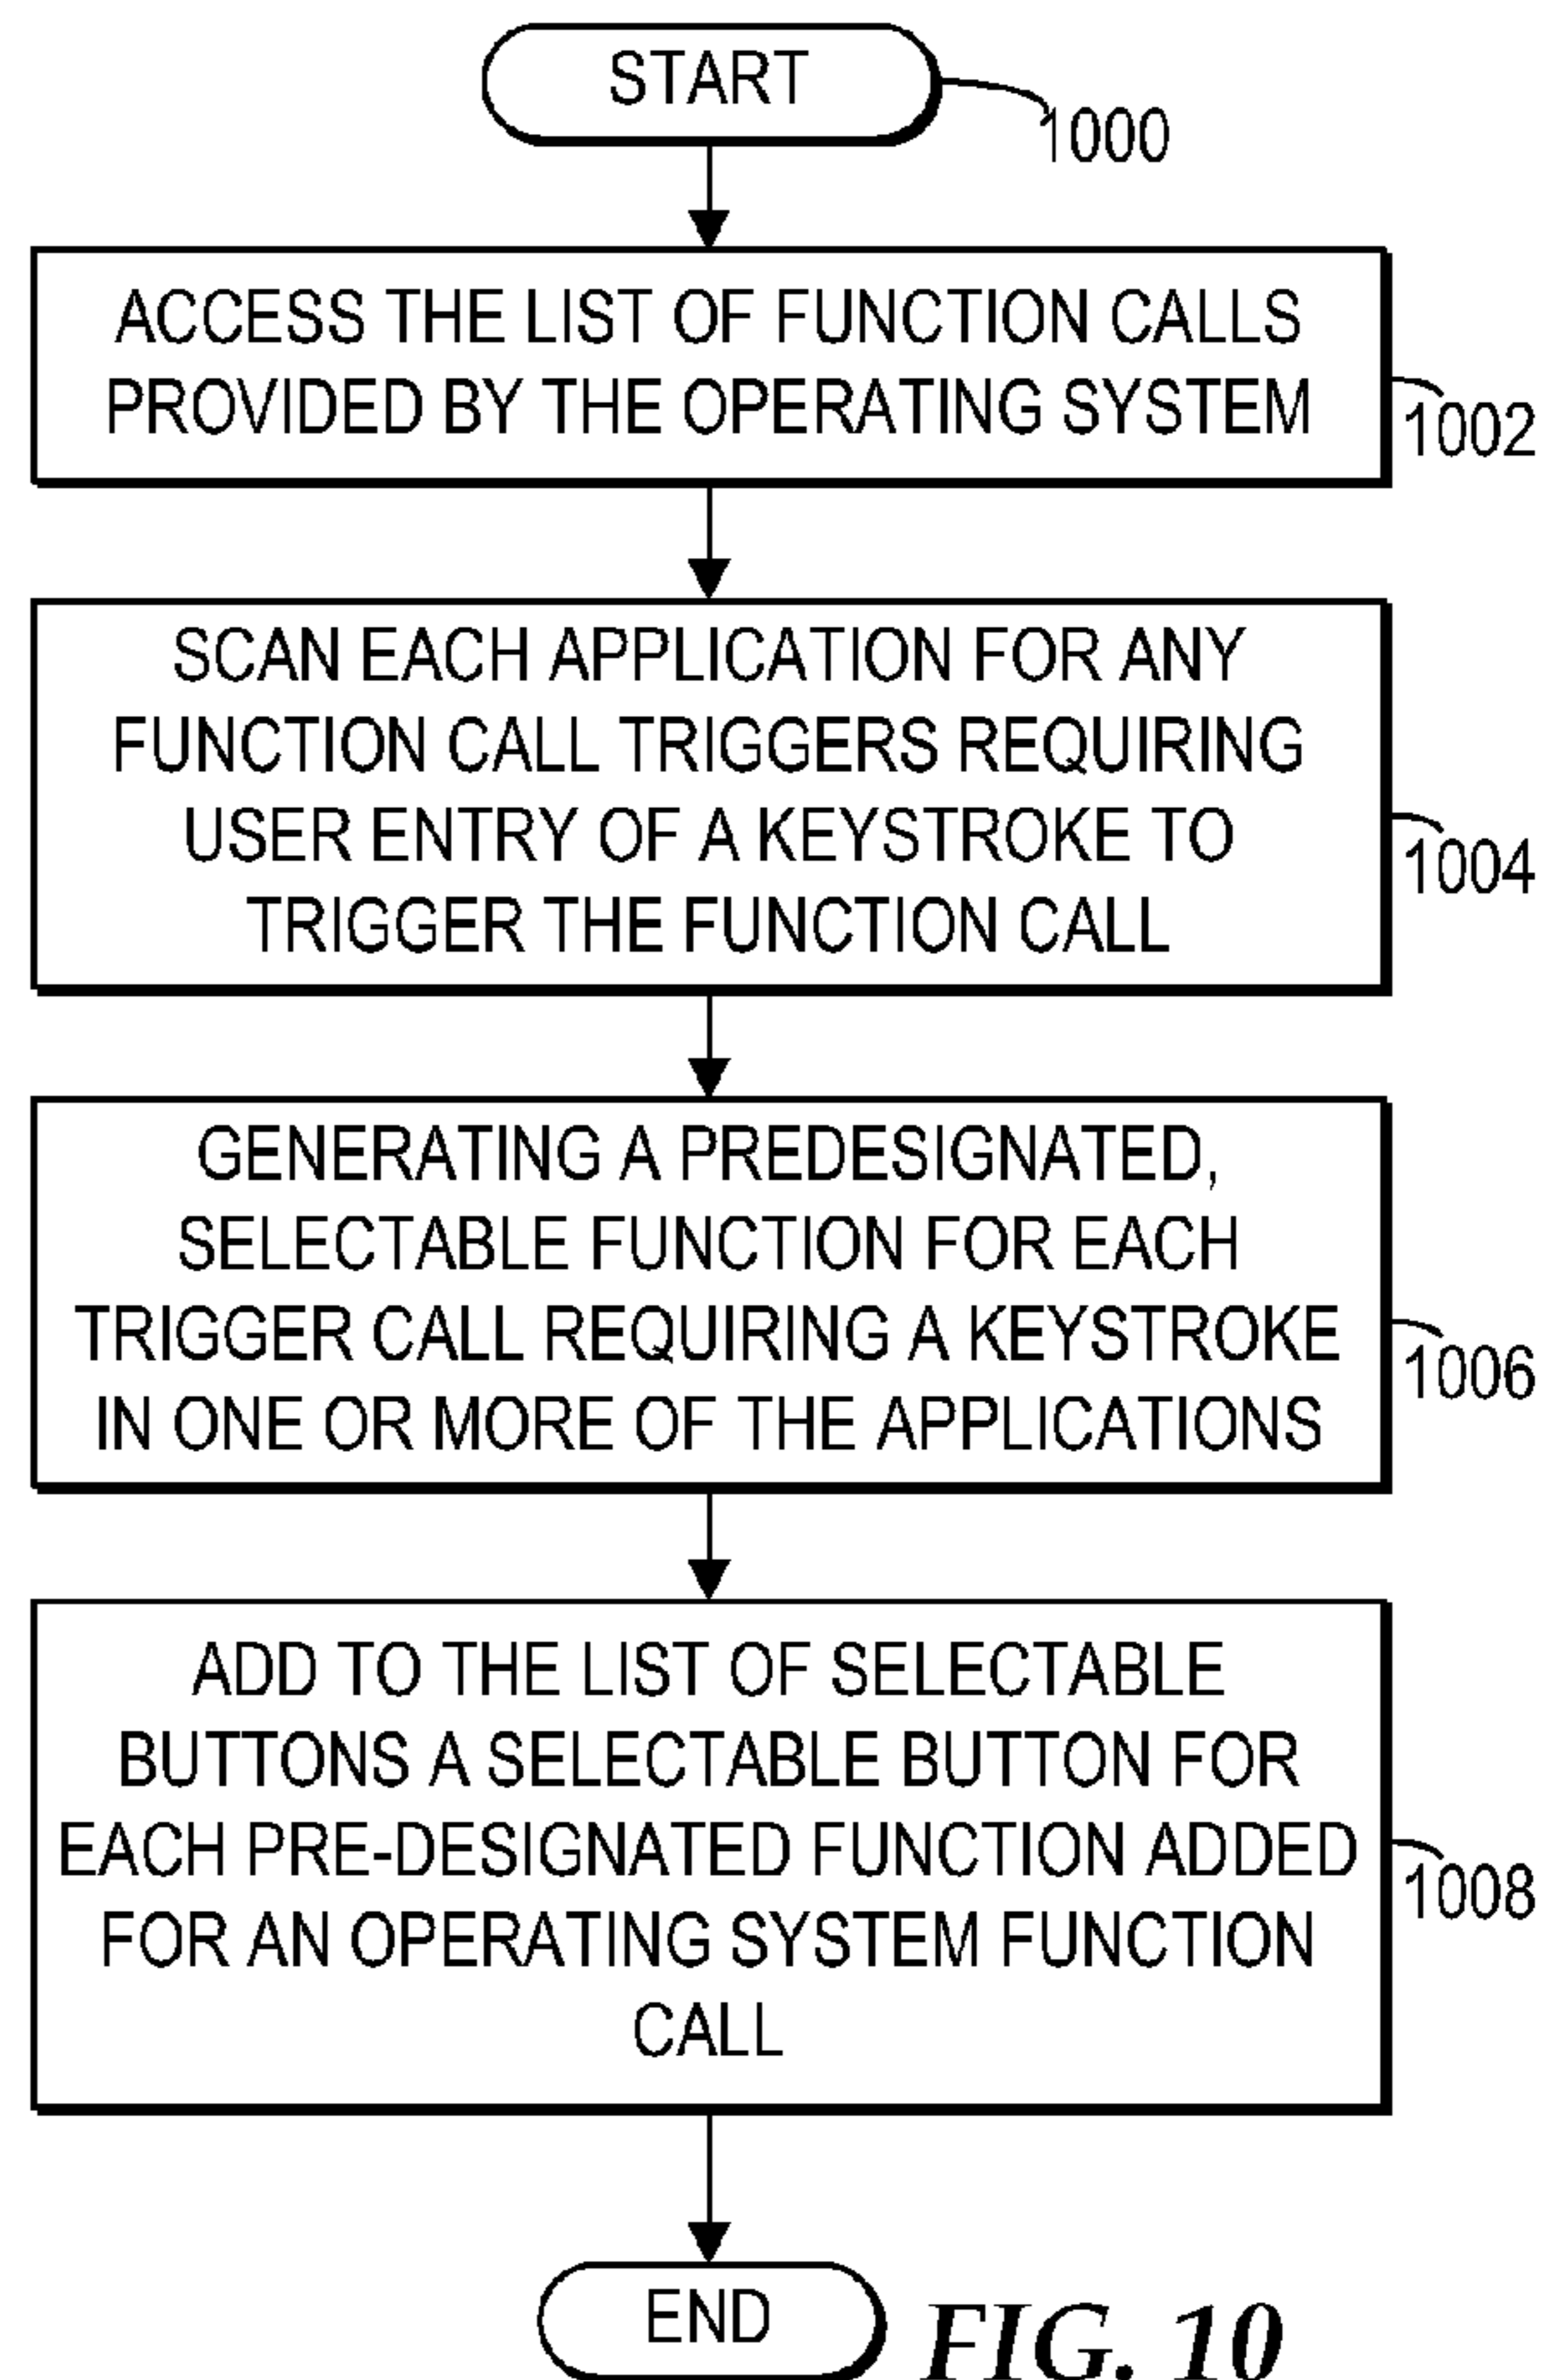 START
1000
ACCESS THE LIST OF FUNCTION CALLS
PROVIDED BY THE OPERATING SYSTEM
1002
SCAN EACH APPLICATION FOR ANY
FUNCTION CALL TRIGGERS REQUIRING
USER ENTRY OF A KEYSTROKE TO
TRIGGER THE FUNCTION CALL
1004
GENERATING A PREDESIGNATED,
SELECTABLE FUNCTION FOR EACH
TRIGGER CALL REQUIRING A KEYSTROKE
IN ONE OR MORE OF THE APPLICATIONS
1006
ADD TO THE LIST OF SELECTABLE
BUTTONS A SELECTABLE BUTTON FOR
EACH PRE-DESIGNATED FUNCTION ADDED
FOR AN OPERATING SYSTEM FUNCTION
CALL
1008
END
FIG. 10